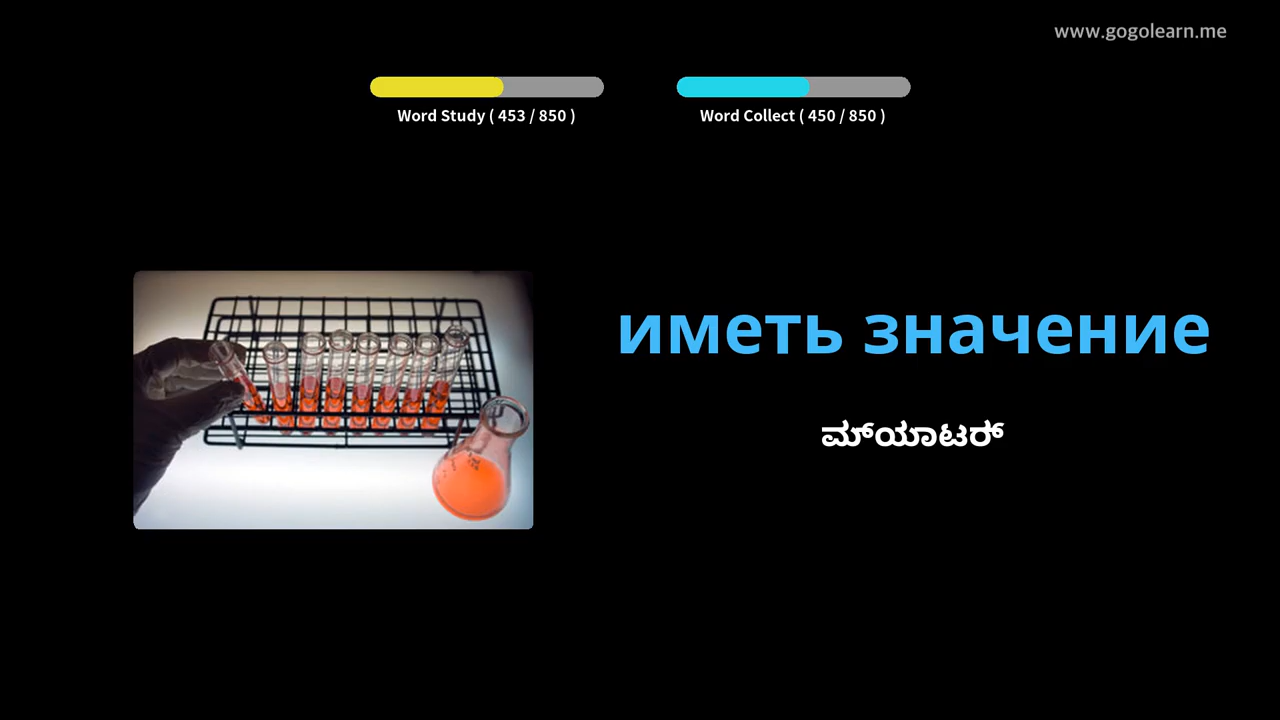 www.gogolearn.me
Word Study ( 453 / 850 )
Word Collect ( 450 / 850 )
иметь значение
ಮ್‌ಯಾಟರ್